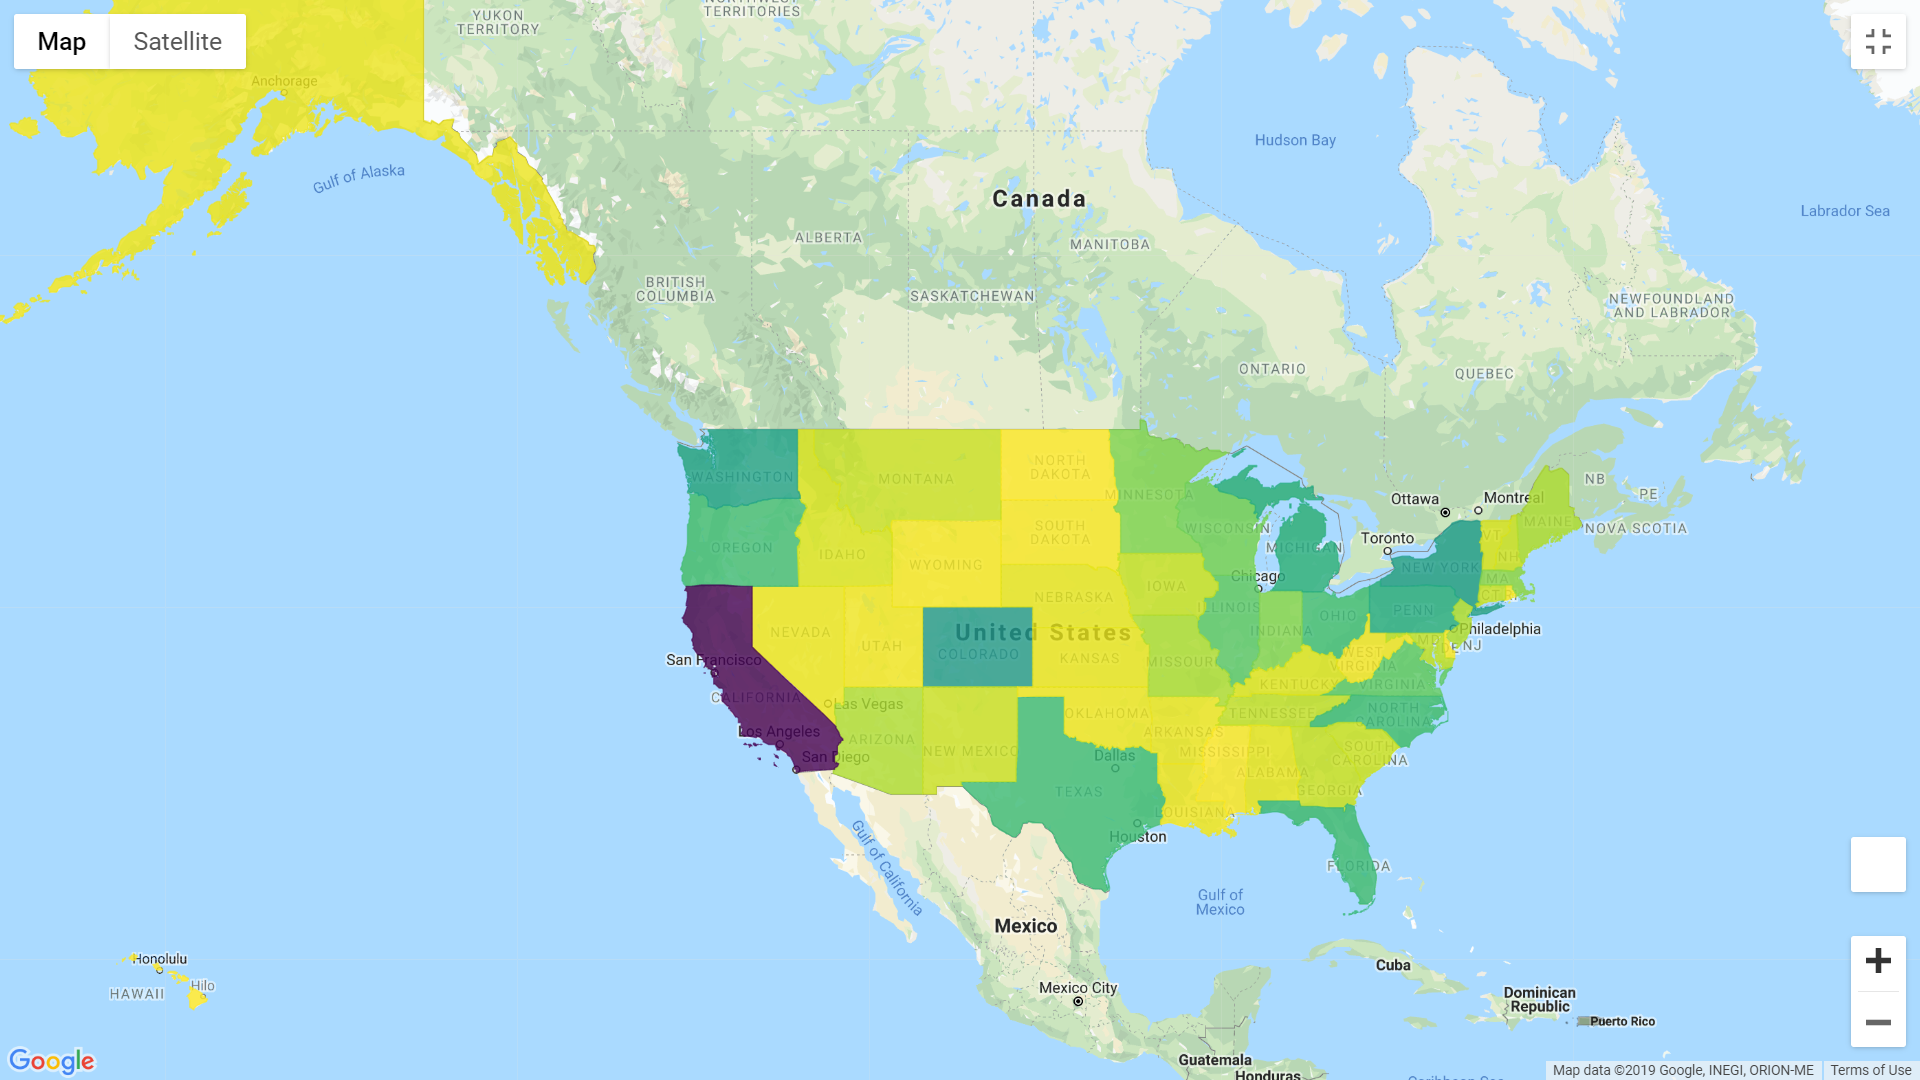 Map
Satellite
YUKON
TERRITORY
NORTHWEST
TERRITORIES
Anchorage
Gulf of Alaska
Hudson Bay
Canada
Labrador Sea
ALBERTA
MANITOBA
BRITISH
COLUMBIA
SASKATCHEWAN
NEWFOUNDLAND
AND LABRADOR
ONTARIO
QUEBEC
WASHINGTON
MONTANA
NORTH
DAKOTA
MINNESOTA
Ottawa
Montreal
NB
PE
NOVA SCOTIA
MAINE
OREGON
IDAHO
SOUTH
DAKOTA
WISCONSIN
MICHIGAN
Toronto
VT
NH
WYOMING
NEW YORK
MA
CT
RI
Chicago
IOWA
NEBRASKA
ILLINOIS
INDIANA
OHIO
PENN
Philadelphia
MD
DE
NJ
NEVADA
UTAH
United States
COLORADO
KANSAS
MISSOURI
WEST
VIRGINIA
KENTUCKY
VIRGINIA
San Francisco
CALIFORNIA
Las Vegas
Los Angeles
San Diego
ARIZONA
NEW MEXICO
OKLAHOMA
ARKANSAS
TENNESSEE
NORTH
CAROLINA
MISSISSIPPI
SOUTH
CAROLINA
ALABAMA
GEORGIA
Dallas
TEXAS
LOUISIANA
Houston
FLORIDA
Gulf of California
Gulf of
Mexico
Mexico
Honolulu
Hilo
HAWAII
Cuba
Mexico City
Dominican
Republic
Puerto Rico
Guatemala
Honduras
Caribbean Sea
Google
Map data ©2019 Google, INEGI, ORION-ME
Terms of Use